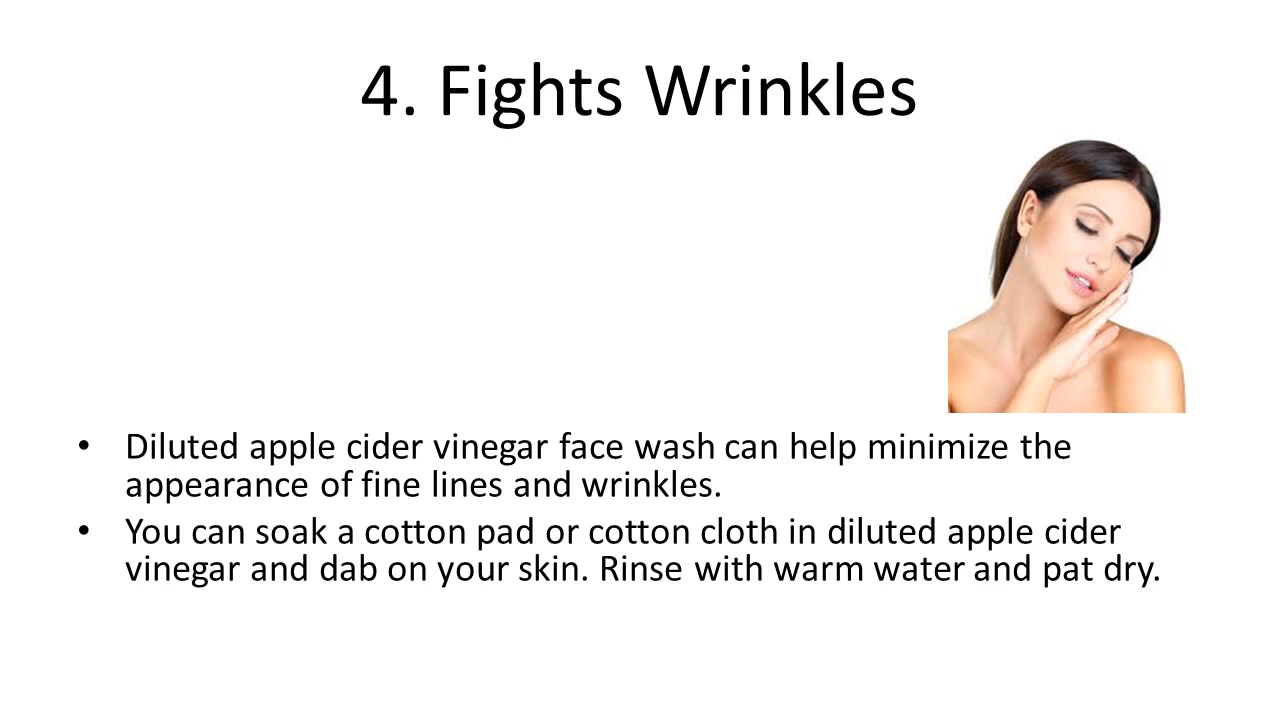 4. Fights Wrinkles
• Diluted apple cider vinegar face wash can help minimize the
appearance of fine lines and wrinkles.
• You can soak a cotton pad or cotton cloth in diluted apple cider
vinegar and dab on your skin. Rinse with warm water and pat dry.